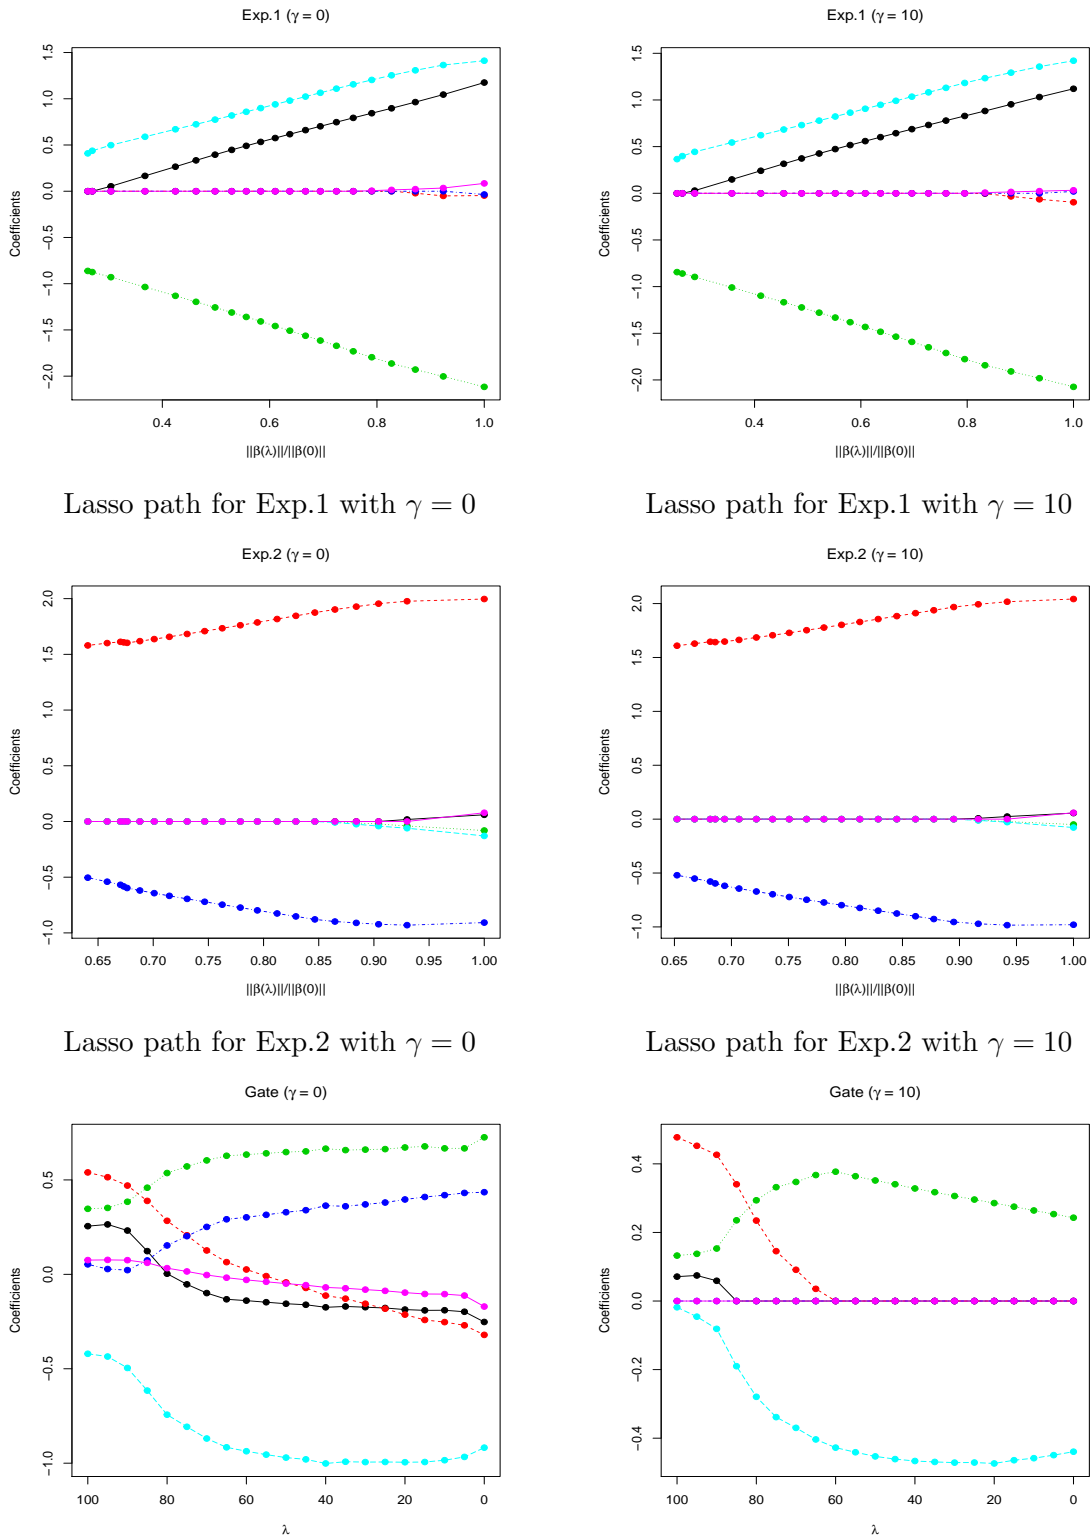 Exp.1 (γ = 0)
Exp.1 (γ = 10)
Coefficients
1.5
1.0
0.5
0.0
−0.5
−1.0
−1.5
−2.0
0.4 0.6 0.8 1.0
||β(λ)||/||β(0)||
Coefficients
1.5
1.0
0.5
0.0
−0.5
−1.0
−1.5
−2.0
0.4 0.6 0.8 1.0
||β(λ)||/||β(0)||
Lasso path for Exp.1 with γ = 0
Lasso path for Exp.1 with γ = 10
Exp.2 (γ = 0)
Exp.2 (γ = 10)
Coefficients
2.0
1.5
1.0
0.5
0.0
−0.5
−1.0
0.65 0.70 0.75 0.80 0.85 0.90 0.95 1.00
||β(λ)||/||β(0)||
Coefficients
2.0
1.5
1.0
0.5
0.0
−0.5
−1.0
0.65 0.70 0.75 0.80 0.85 0.90 0.95 1.00
||β(λ)||/||β(0)||
Lasso path for Exp.2 with γ = 0
Lasso path for Exp.2 with γ = 10
Gate (γ = 0)
Gate (γ = 10)
Coefficients
0.5
0.0
−0.5
−1.0
100 80 60 40 20 0
λ
Coefficients
0.4
0.2
0.0
−0.2
−0.4
100 80 60 40 20 0
λ